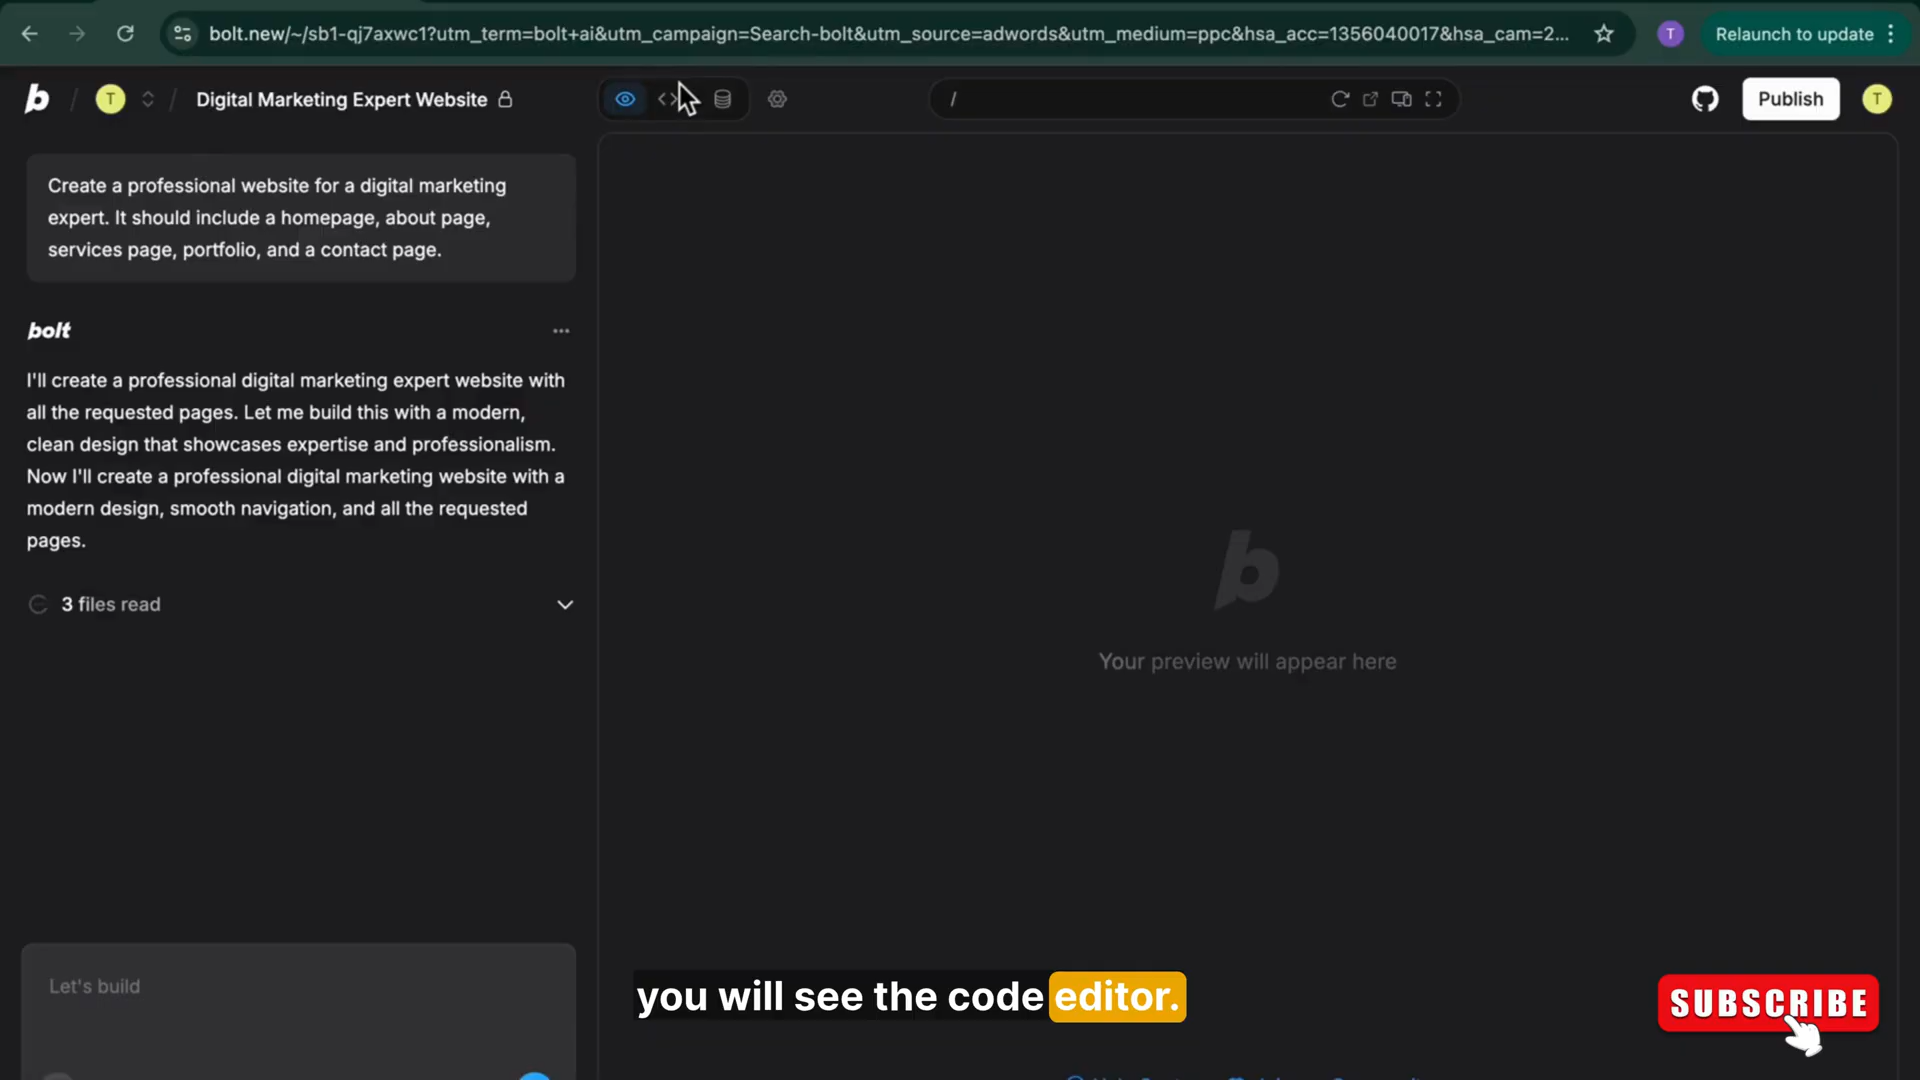 bolt.new/~/sb1-qj7axwc1?utm_term=bolt+ai&utm_campaign=Search-bolt&utm_source=adwords&utm_medium=ppc&hsa_acc=1356040017&hsa_cam=2...
T
Relaunch to update
b
T
Digital Marketing Expert Website
/
Publish
T
Create a professional website for a digital marketing
expert. It should include a homepage, about page,
services page, portfolio, and a contact page.
bolt
I'll create a professional digital marketing expert website with
all the requested pages. Let me build this with a modern,
clean design that showcases expertise and professionalism.
Now I'll create a professional digital marketing website with a
modern design, smooth navigation, and all the requested
pages.
3 files read
b
Your preview will appear here
Let's build
you will see the code editor.
SUBSCRIBE